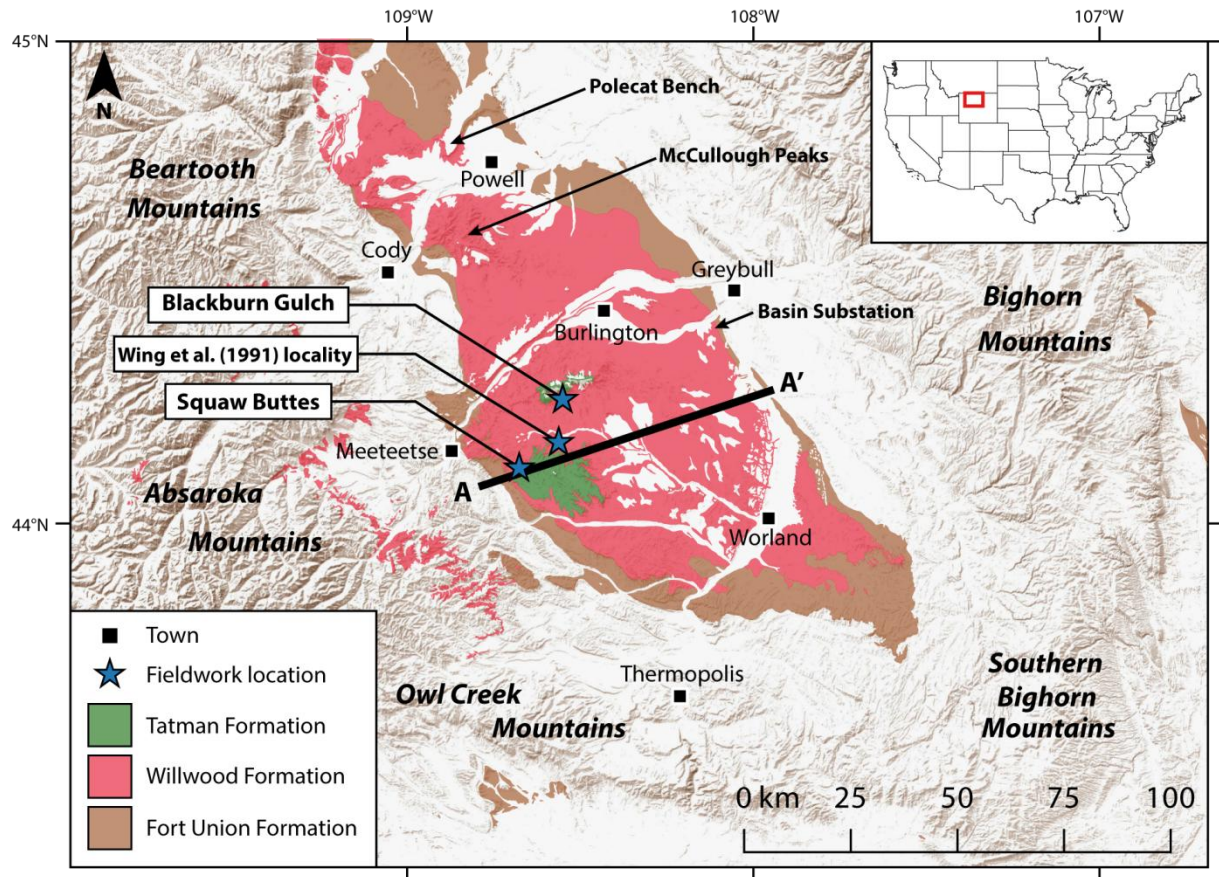 109°W
108°W
107°W
45°N
N
Polecat Bench
McCullough Peaks
Beartooth
Mountains
Powell
Cody
Greybull
Blackburn Gulch
Burlington
Basin Substation
Bighorn
Mountains
Wing et al. (1991) locality
Squaw Buttes
A’
Meeteetse
A
Absaroka
Mountains
44°N
Worland
Town
Fieldwork location
Tatman Formation
Willwood Formation
Fort Union Formation
Owl Creek
Mountains
Thermopolis
Southern
Bighorn
Mountains
0 km 25 50 75 100